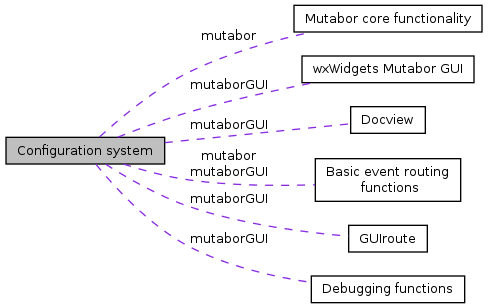 Mutabor core functionality
mutabor
wxWidgets Mutabor GUI
mutaborGUI
Docview
mutaborGUI
Configuration system
mutabor
mutaborGUI
Basic event routing
functions
mutaborGUI
GUIroute
mutaborGUI
Debugging functions